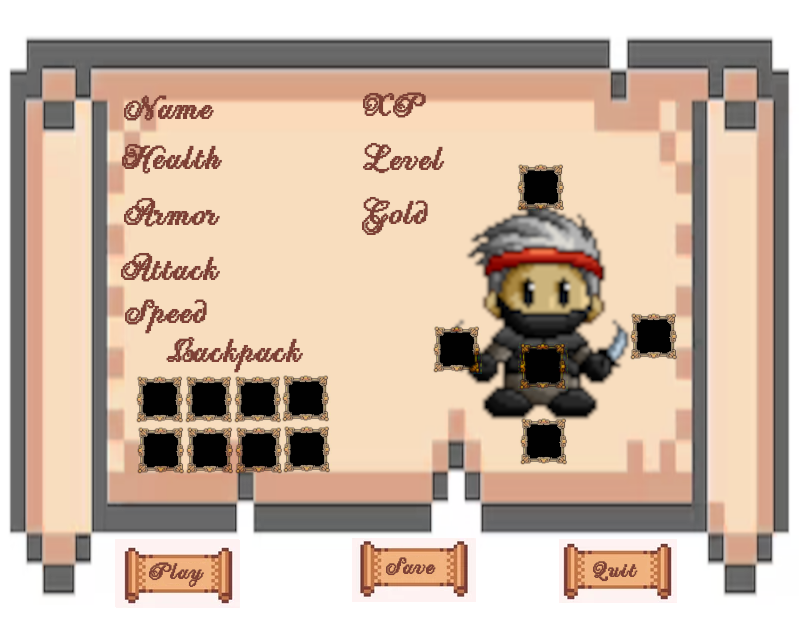 Name
XP
Health
Level
Armor
Gold
Attack
Speed
Backpack
Play
Save
Quit